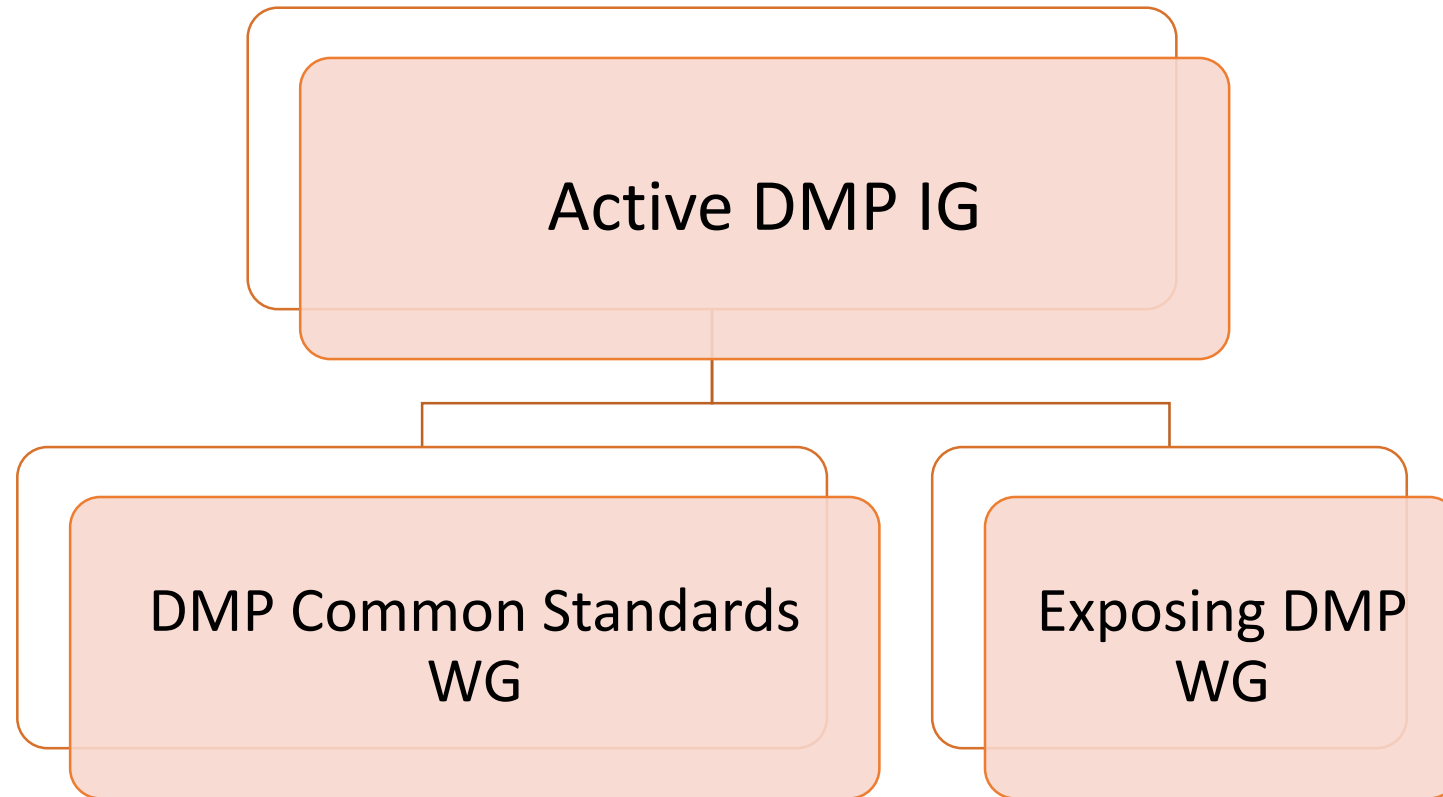 Active DMP IG
DMP Common Standards
WG
Exposing DMP
WG